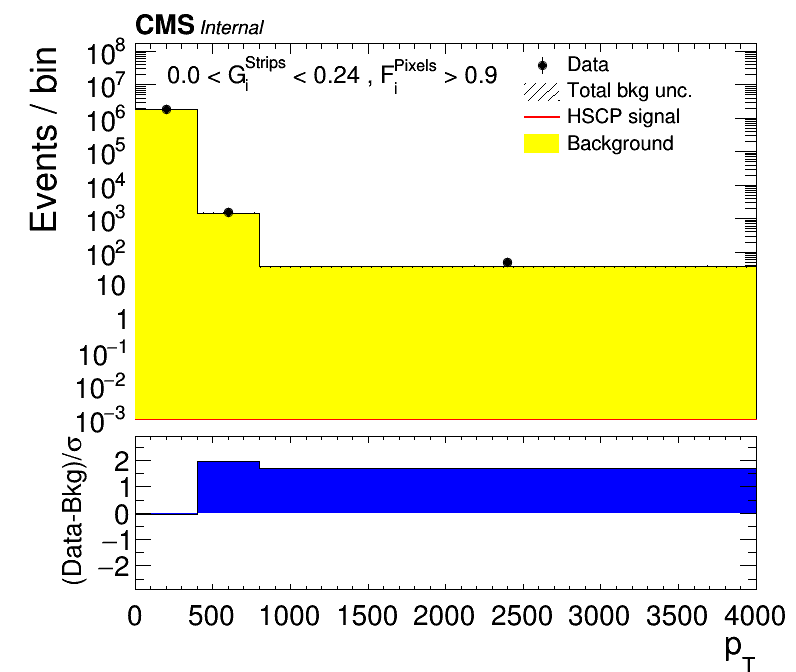 CMS Internal
Events / bin
10^8
10^7
10^6
10^5
10^4
10^3
10^2
10
1
10^−1
10^−2
10^−3
0.0 < G_i^Strips < 0.24 , F_i^Pixels > 0.9
Data
Total bkg unc.
HSCP signal
Background
(Data-Bkg)/σ
2
1
0
−1
−2
0 500 1000 1500 2000 2500 3000 3500 4000
p_T